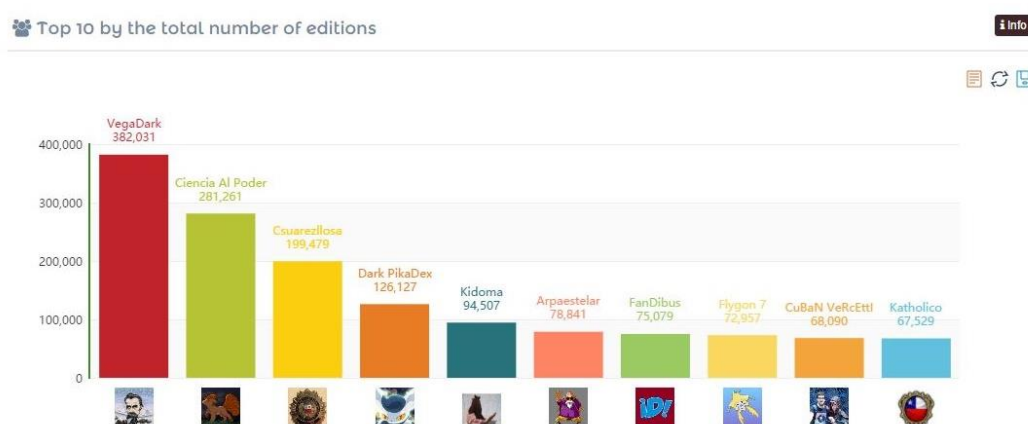 Top 10 by the total number of editions
Info
400,000
300,000
200,000
100,000
0
VegaDark
382,031
Ciencia Al Poder
281,261
Csuarezllosa
199,479
Dark PikaDex
126,127
Kidoma
94,507
Arpaestelar
78,841
FanDibus
75,079
Flygon 7
72,957
CuBaN VeRcEttI
68,090
Katholico
67,529
iD!